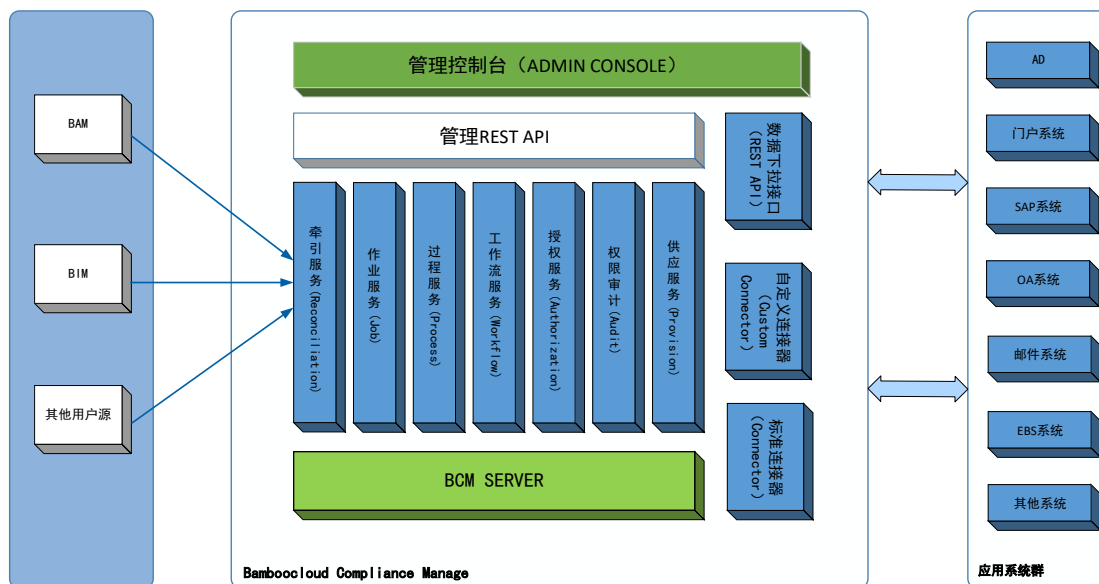 BAM
BIM
其他用户源
管理控制台（ADMIN CONSOLE）
管理REST API
牵引服务(Reconciliation)
作业服务(Job)
过程服务(Process)
工作流服务(Workflow)
授权服务(Authorization)
权限审计(Audit)
供应服务(Provision)
BCM SERVER
数据下拉接口
（REST API）
自定义连接器
（Custom
Connector）
标准连接器
（Connector）
Bamboocloud Compliance Manage
AD
门户系统
SAP系统
OA系统
邮件系统
EBS系统
其他系统
应用系统群